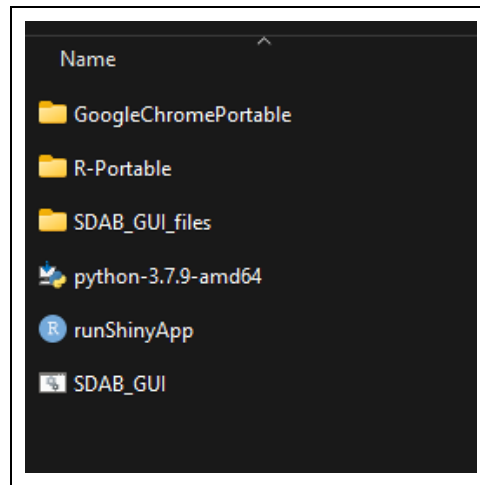 Name
GoogleChromePortable
R-Portable
SDAB_GUI_files
python-3.7.9-amd64
R runShinyApp
SDAB_GUI